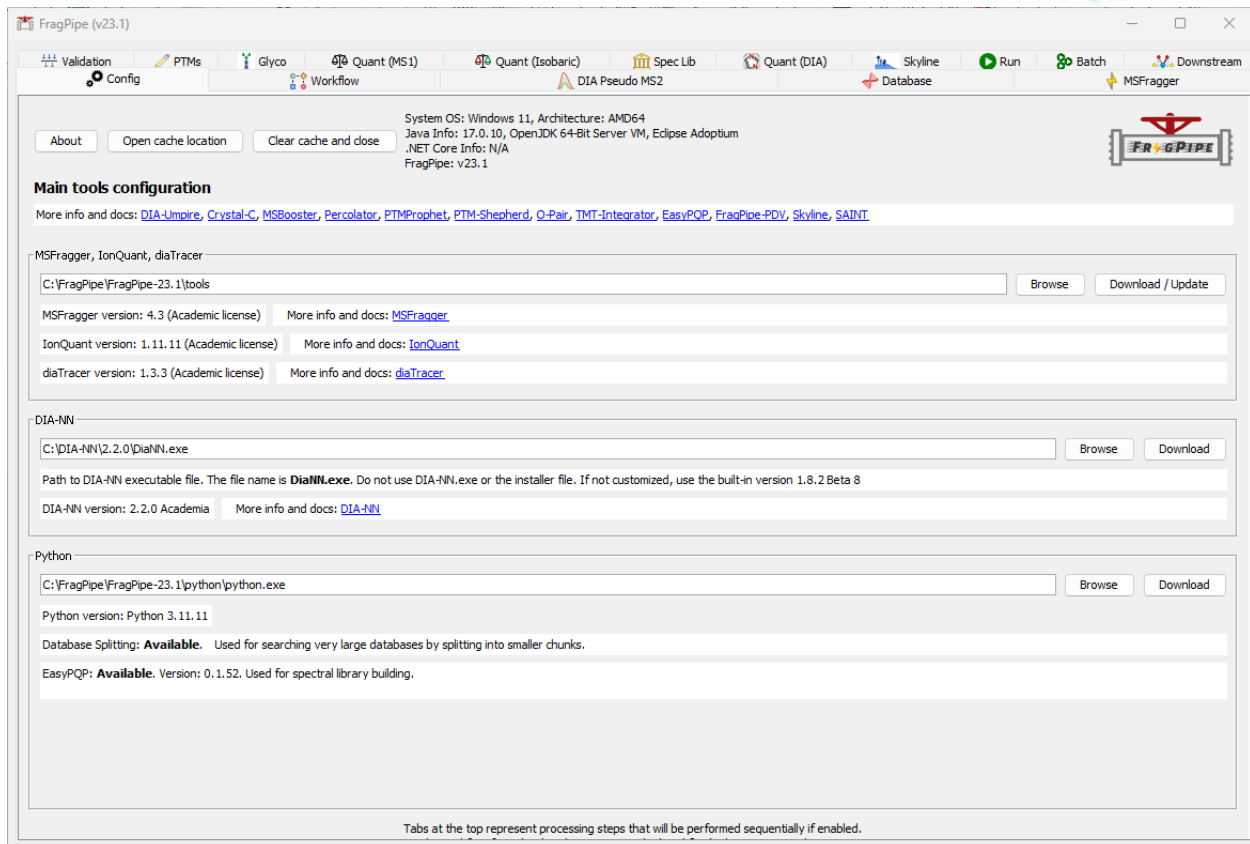 FragPipe (v23.1)
Validation PTMs Glyco Quant (MS1) Quant (Isobaric) Spec Lib Quant (DIA) Skyline Run Batch Downstream
Config Workflow DIA Pseudo MS2 Database MSFragger
About Open cache location Clear cache and close
System OS: Windows 11, Architecture: AMD64
Java Info: 17.0.10, OpenJDK 64-Bit Server VM, Eclipse Adoptium
.NET Core Info: N/A
FragPipe: v23.1
FRAGPIPE
Main tools configuration
More info and docs: DIA-Umpire, Crystal-C, MSBooster, Percolator, PTMProphet, PTM-Shepherd, O-Pair, TMT-Integrator, EasyPQP, FragPipe-PDV, Skyline, SAINT
MSFragger, IonQuant, diaTracer
C:\FragPipe\FragPipe-23.1\tools Browse Download / Update
MSFragger version: 4.3 (Academic license) More info and docs: MSFragger
IonQuant version: 1.11.11 (Academic license) More info and docs: IonQuant
diaTracer version: 1.3.3 (Academic license) More info and docs: diaTracer
DIA-NN
C:\DIA-NN\2.2.0\DiaNN.exe Browse Download
Path to DIA-NN executable file. The file name is DiaNN.exe. Do not use DIA-NN.exe or the installer file. If not customized, use the built-in version 1.8.2 Beta 8
DIA-NN version: 2.2.0 Academia More info and docs: DIA-NN
Python
C:\FragPipe\FragPipe-23.1\python\python.exe Browse Download
Python version: Python 3.11.11
Database Splitting: Available. Used for searching very large databases by splitting into smaller chunks.
EasyPQP: Available. Version: 0.1.52. Used for spectral library building.
Tabs at the top represent processing steps that will be performed sequentially if enabled.